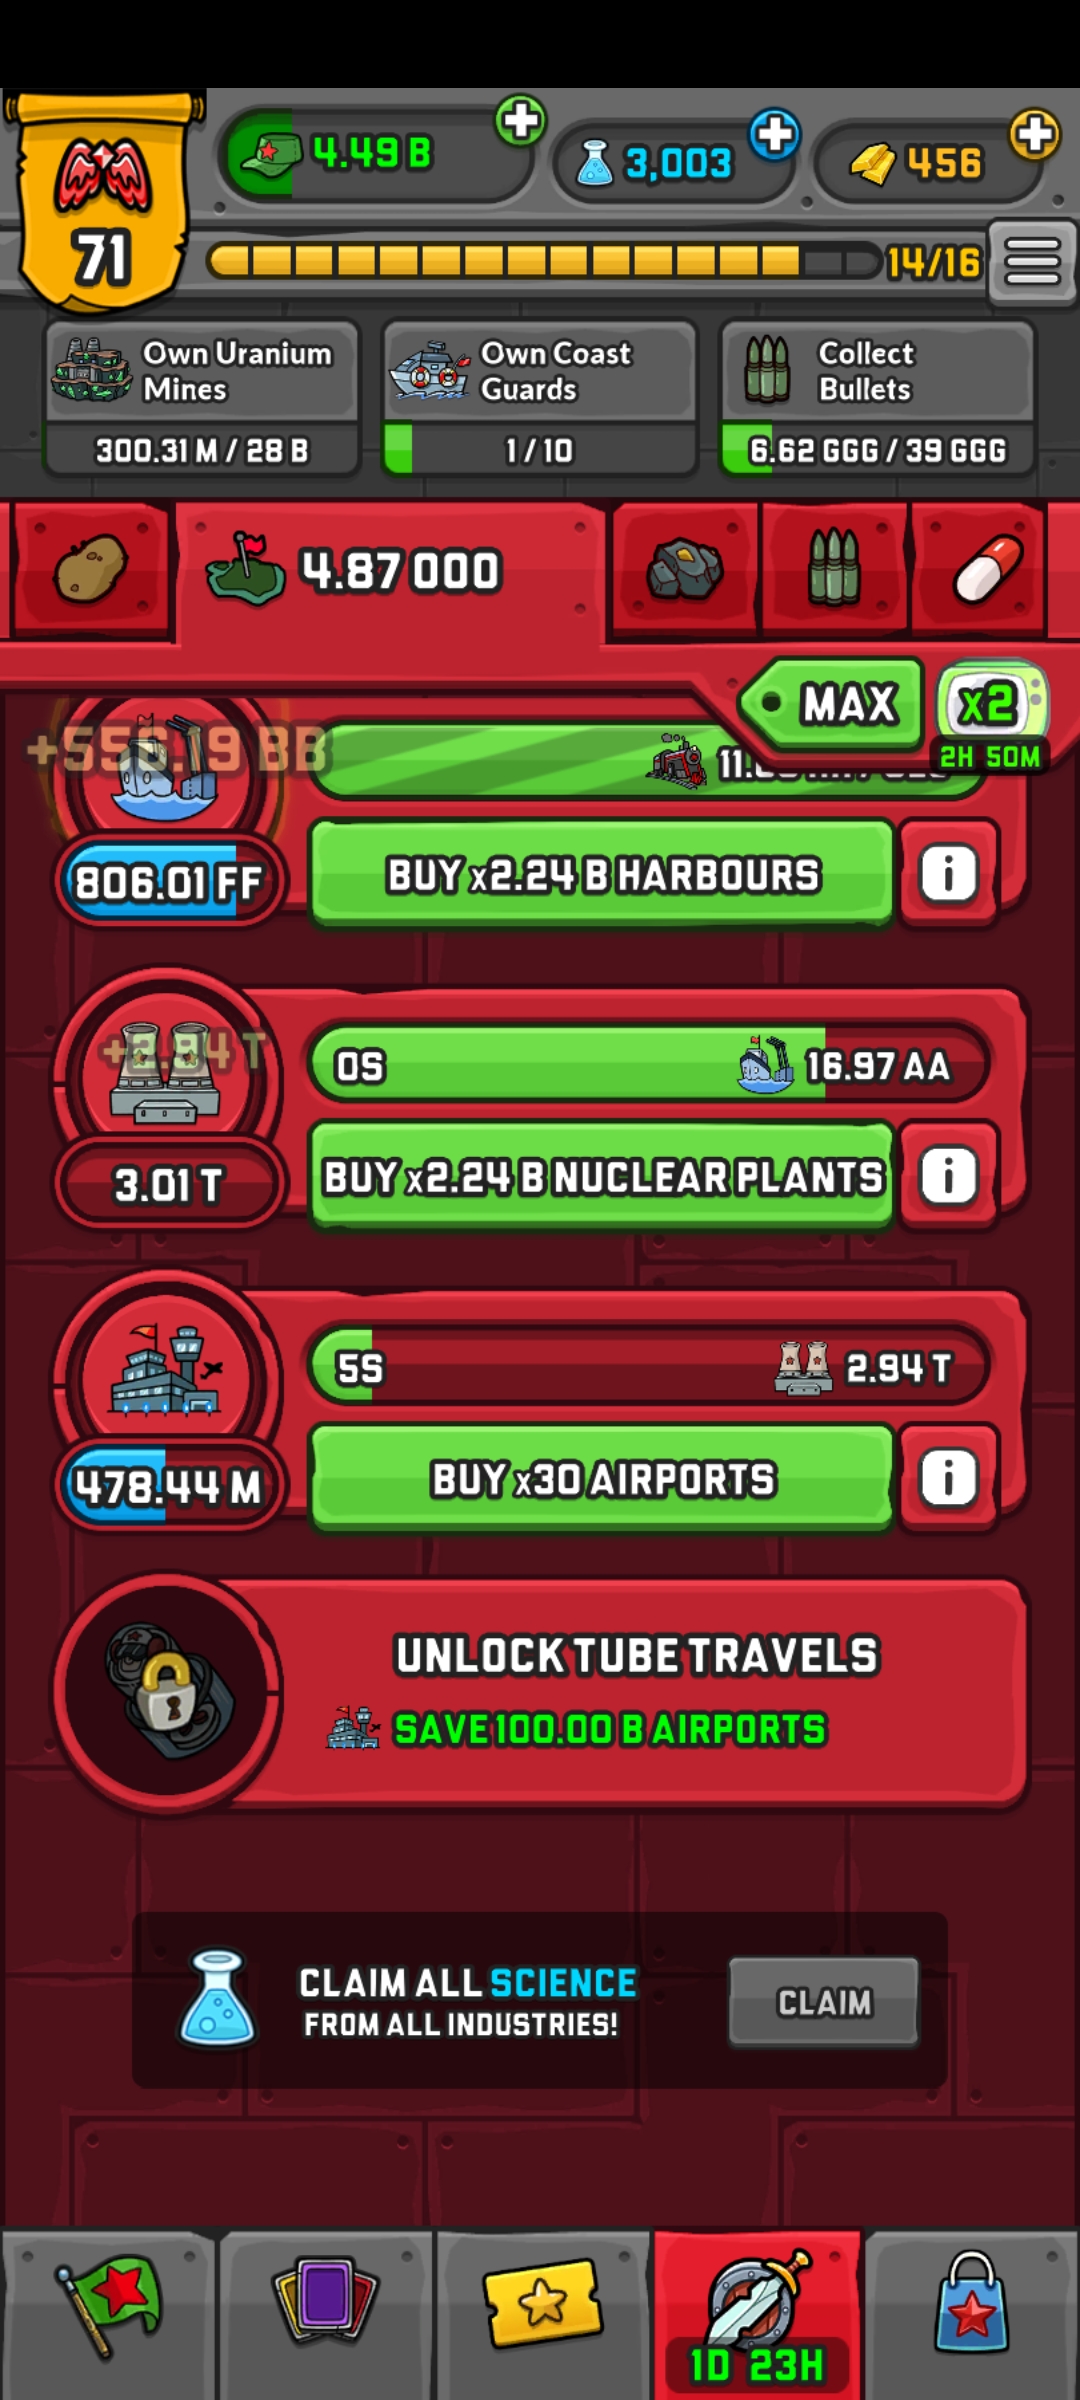 4.49 B
3,003
456
71
14/16
Own Uranium
Mines
300.31 M / 28 B
Own Coast
Guards
1 / 10
Collect
Bullets
6.62 GGG / 39 GGG
4.87 000
MAX
x2
2H 50M
BB
806.01 FF
BUY x2.24 B HARBOURS
i
+2.94 T
0S
16.97 AA
3.01 T
BUY x2.24 B NUCLEAR PLANTS
i
5S
2.94 T
478.44 M
BUY x30 AIRPORTS
i
UNLOCK TUBE TRAVELS
SAVE 100.00 B AIRPORTS
CLAIM ALL SCIENCE
FROM ALL INDUSTRIES!
CLAIM
1D 23H